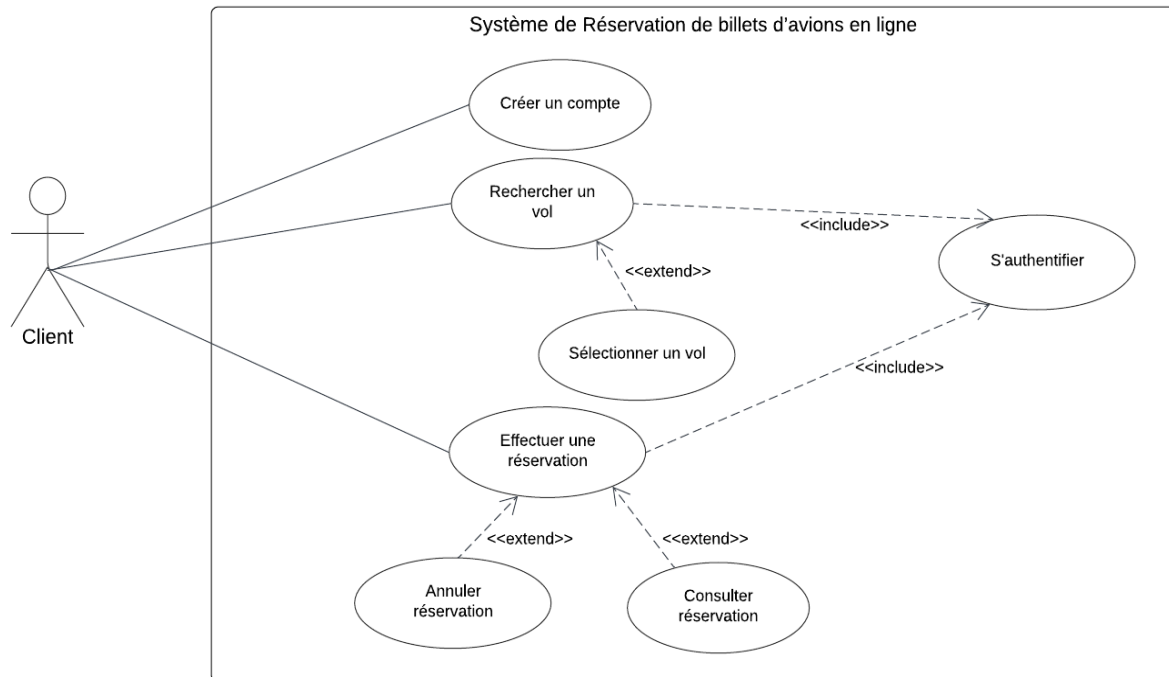 Système de Réservation de billets d'avions en ligne
Créer un compte
Rechercher un
vol
<<include>>
S'authentifier
<<extend>>
Client
Sélectionner un vol
<<include>>
Effectuer une
réservation
<<extend>>
<<extend>>
Annuler
réservation
Consulter
réservation